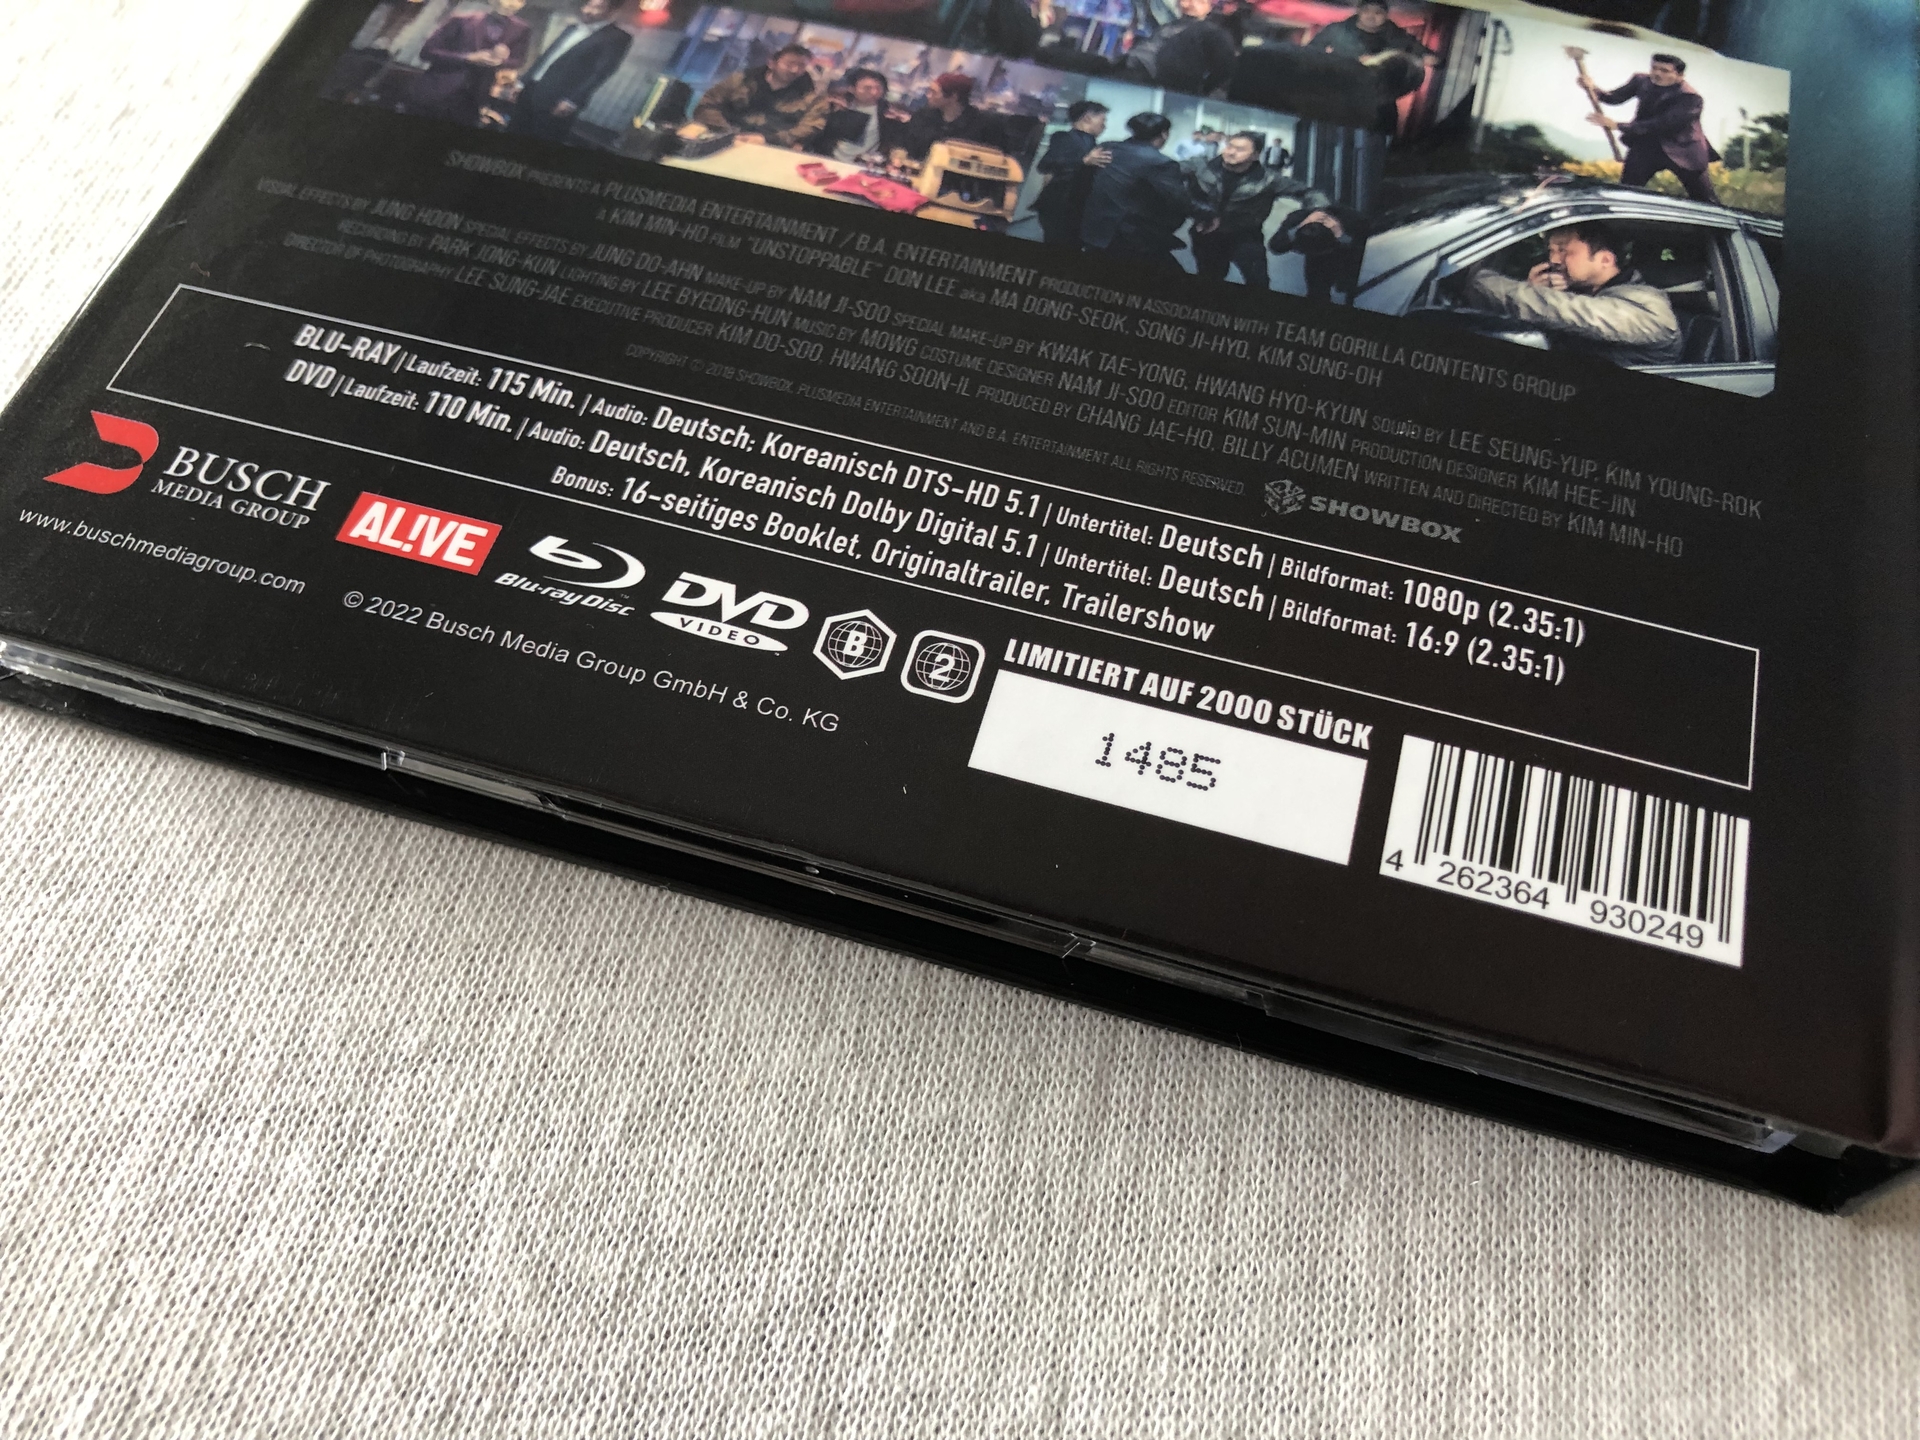 SHOWBOX PRESENTS A PLUSMEDIA ENTERTAINMENT / B.A. ENTERTAINMENT PRODUCTION IN ASSOCIATION WITH TEAM GORILLA CONTENTS GROUP
A KIM MIN-HO FILM "UNSTOPPABLE" DON LEE aka MA DONG-SEOK, SONG JI-HYO, KIM SUNG-OH
VISUAL EFFECTS BY JUNG HOON SPECIAL EFFECTS BY JUNG DO-AHN MAKE-UP BY NAM JI-SOO SPECIAL MAKE-UP BY KWAK TAE-YONG, HWANG HYO-KYUN SOUND BY LEE SEUNG-YUP, KIM YOUNG-ROK
RECORDING BY PARK JONG-KUN LIGHTING BY LEE BYEONG-HUN MUSIC BY MOWG COSTUME DESIGNER NAM JI-SOO EDITOR KIM SUN-MIN PRODUCTION DESIGNER KIM HEE-JIN
DIRECTOR OF PHOTOGRAPHY LEE SUNG-JAE EXECUTIVE PRODUCER KIM DO-SOO, HWANG SOON-IL PRODUCED BY CHANG JAE-HO, BILLY ACUMEN WRITTEN AND DIRECTED BY KIM MIN-HO
COPYRIGHT © 2018 SHOWBOX, PLUSMEDIA ENTERTAINMENT AND B.A. ENTERTAINMENT ALL RIGHTS RESERVED.
SHOWBOX
BLU-RAY | Laufzeit: 115 Min. | Audio: Deutsch; Koreanisch DTS-HD 5.1 | Untertitel: Deutsch | Bildformat: 1080p (2.35:1)
DVD | Laufzeit: 110 Min. | Audio: Deutsch, Koreanisch Dolby Digital 5.1 | Untertitel: Deutsch | Bildformat: 16:9 (2.35:1)
Bonus: 16-seitiges Booklet, Originaltrailer, Trailershow
BUSCH
MEDIA GROUP
www.buschmediagroup.com
AL!VE
Blu-ray Disc
DVD
VIDEO
B
2
© 2022 Busch Media Group GmbH & Co. KG
LIMITIERT AUF 2000 STÜCK
1485
4 262364 930249